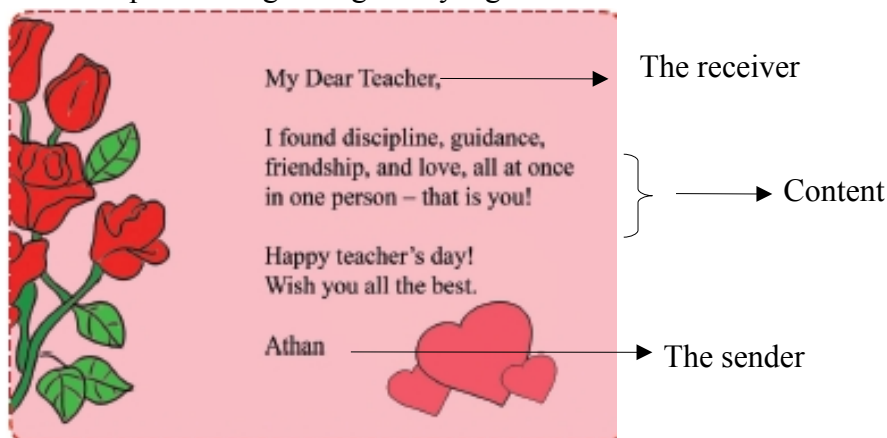 My Dear Teacher,
The receiver
I found discipline, guidance,
friendship, and love, all at once
in one person – that is you!
Content
Happy teacher's day!
Wish you all the best.
Athan
The sender